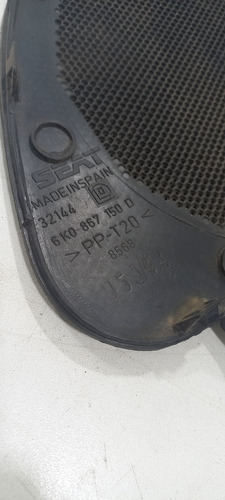 SEAT
MADE IN SPAIN
32144
6K0 867 150 D
> PP-T20 <
8568